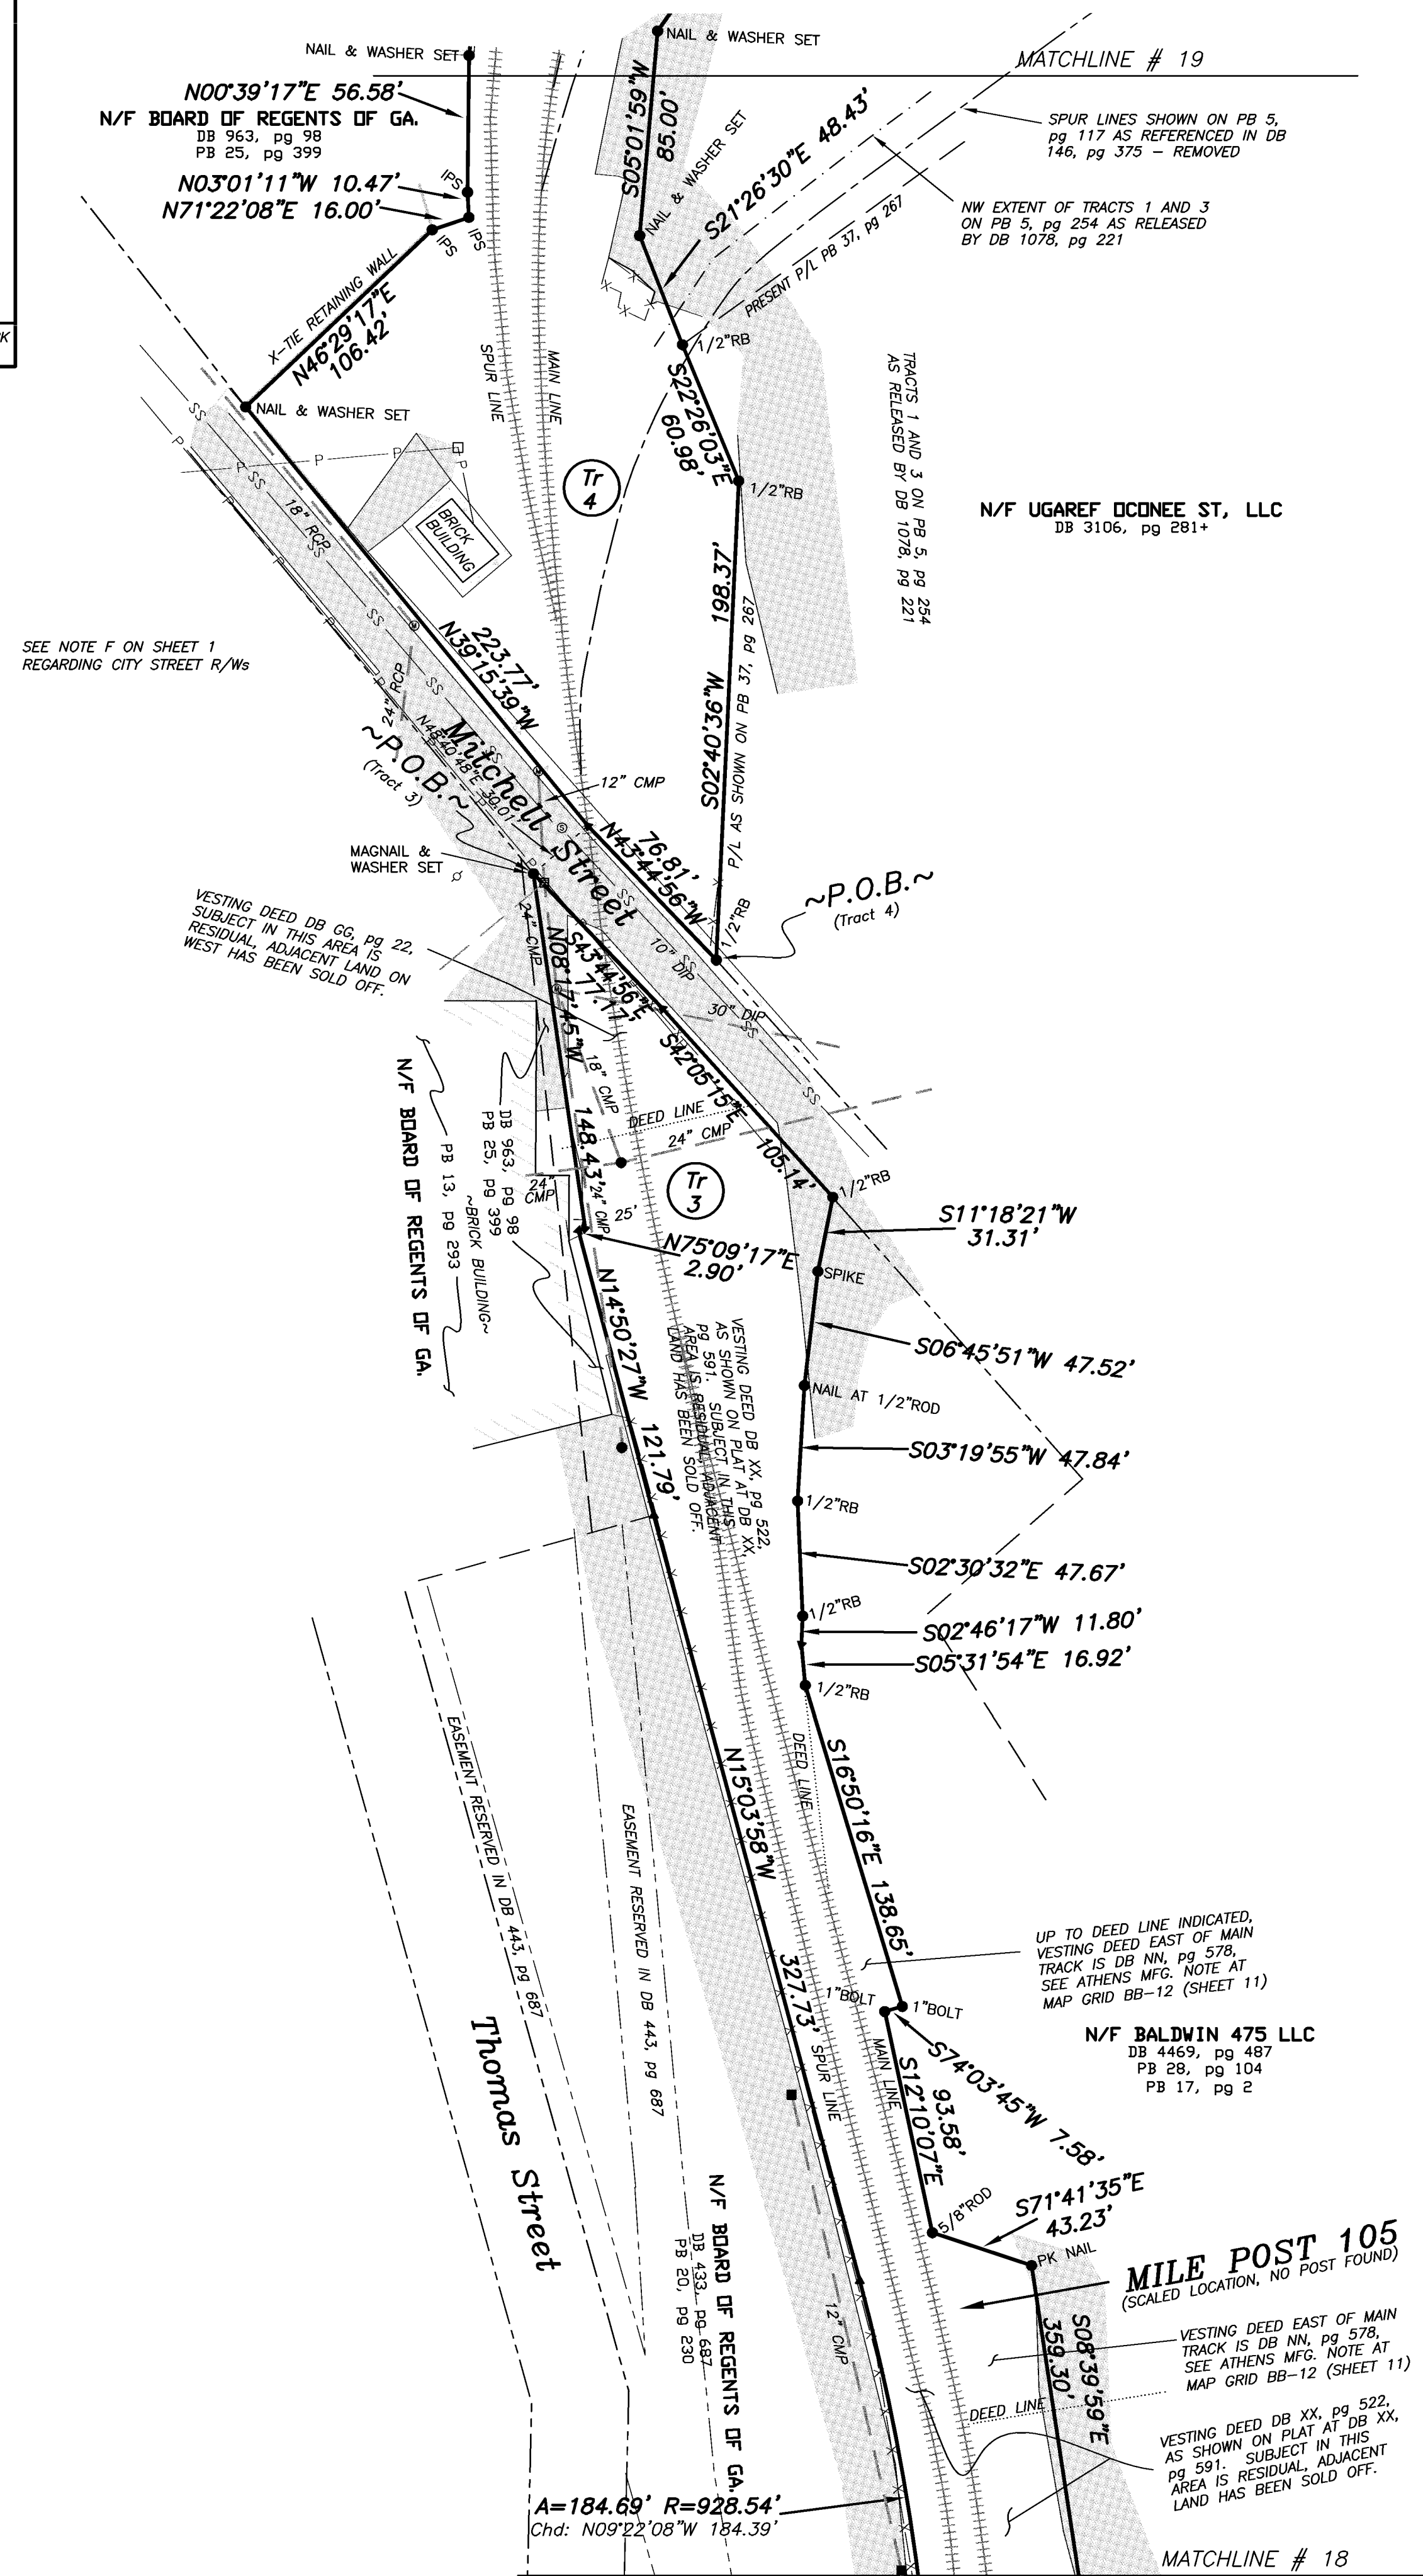 NAIL & WASHER SET
NAIL & WASHER SET
MATCHLINE # 19
N00°39'17"E 56.58'
N/F BOARD OF REGENTS OF GA.
DB 963, pg 98
PB 25, pg 399
N03°01'11"W 10.47'
N71°22'08"E 16.00'
IPS
IPS
IPS
S05°01'59"W
85.00'
NAIL & WASHER SET
S21°26'30"E 48.43'
SPUR LINES SHOWN ON PB 5,
pg 117 AS REFERENCED IN DB
146, pg 375 – REMOVED
NW EXTENT OF TRACTS 1 AND 3
ON PB 5, pg 254 AS RELEASED
BY DB 1078, pg 221
PRESENT P/L PB 37, pg 267
PK
X-TIE RETAINING WALL
N46°29'17"E
106.42'
NAIL & WASHER SET
SPUR LINE
MAIN LINE
1/2"RB
S22°26'03"E
60.98'
1/2"RB
TRACTS 1 AND 3 ON PB 5, pg 254
AS RELEASED BY DB 1078, pg 221
N/F UGAREF OCONEE ST, LLC
DB 3106, pg 281+
Tr
4
BRICK
BUILDING
SS
SS
SS
SS
SS
SS
SS
SS
SS
SS
P
P
P
P
P
P
P
P
P
P
18" RCP
24" RCP
SEE NOTE F ON SHEET 1
REGARDING CITY STREET R/Ws
223.77'
N39°15'39"W
S02°40'36"W 198.37'
P/L AS SHOWN ON PB 37, pg 267
Mitchell Street
N48°40'48"E 30.01'
~P.O.B.~
(Tract 3)
12" CMP
76.81'
N43°44'56"W
MAGNAIL &
WASHER SET
1/2"RB
~P.O.B.~
(Tract 4)
VESTING DEED DB GG, pg 22,
SUBJECT IN THIS AREA IS
RESIDUAL, ADJACENT LAND ON
WEST HAS BEEN SOLD OFF.
24" CMP
S43°44'56"E
77.17'
10" DIP
30" DIP
N08°17'45"W 148.43'
S42°05'15"E 105.14'
18" CMP
DEED LINE
24" CMP
Tr
3
24"
CMP
24" CMP
25'
N75°09'17"E
2.90'
DB 963, pg 98
PB 25, pg 399
~BRICK BUILDING~
PB 13, pg 293
N/F BOARD OF REGENTS OF GA.
1/2"RB
S11°18'21"W
31.31'
SPIKE
S06°45'51"W 47.52'
NAIL AT 1/2"ROD
N14°50'27"W 121.79'
VESTING DEED DB XX, pg 522,
AS SHOWN ON PLAT AT DB XX,
pg 591. SUBJECT IN THIS
AREA IS RESIDUAL, ADJACENT
LAND HAS BEEN SOLD OFF.
S03°19'55"W 47.84'
1/2"RB
S02°30'32"E 47.67'
1/2"RB
S02°46'17"W 11.80'
S05°31'54"E 16.92'
1/2"RB
DEED LINE
S16°50'16"E 138.65'
N15°03'58"W 327.73'
EASEMENT RESERVED IN DB 443, pg 687
EASEMENT RESERVED IN DB 443, pg 687
Thomas Street
UP TO DEED LINE INDICATED,
VESTING DEED EAST OF MAIN
TRACK IS DB NN, pg 578,
SEE ATHENS MFG. NOTE AT
MAP GRID BB-12 (SHEET 11)
1"BOLT
1"BOLT
N/F BALDWIN 475 LLC
DB 4469, pg 487
PB 28, pg 104
PB 17, pg 2
SPUR LINE
MAIN LINE
S74°03'45"W 7.58'
93.58'
S12°10'07"E
5/8"ROD
S71°41'35"E
43.23'
PK NAIL
MILE POST 105
(SCALED LOCATION, NO POST FOUND)
N/F BOARD OF REGENTS OF GA.
DB 433, pg 687
PB 20, pg 230
12" CMP
S08°39'59"E
359.30'
VESTING DEED EAST OF MAIN
TRACK IS DB NN, pg 578,
SEE ATHENS MFG. NOTE AT
MAP GRID BB-12 (SHEET 11)
DEED LINE
VESTING DEED DB XX, pg 522,
AS SHOWN ON PLAT AT DB XX,
pg 591. SUBJECT IN THIS
AREA IS RESIDUAL, ADJACENT
LAND HAS BEEN SOLD OFF.
A=184.69' R=928.54'
Chd: N09°22'08"W 184.39'
MATCHLINE # 18